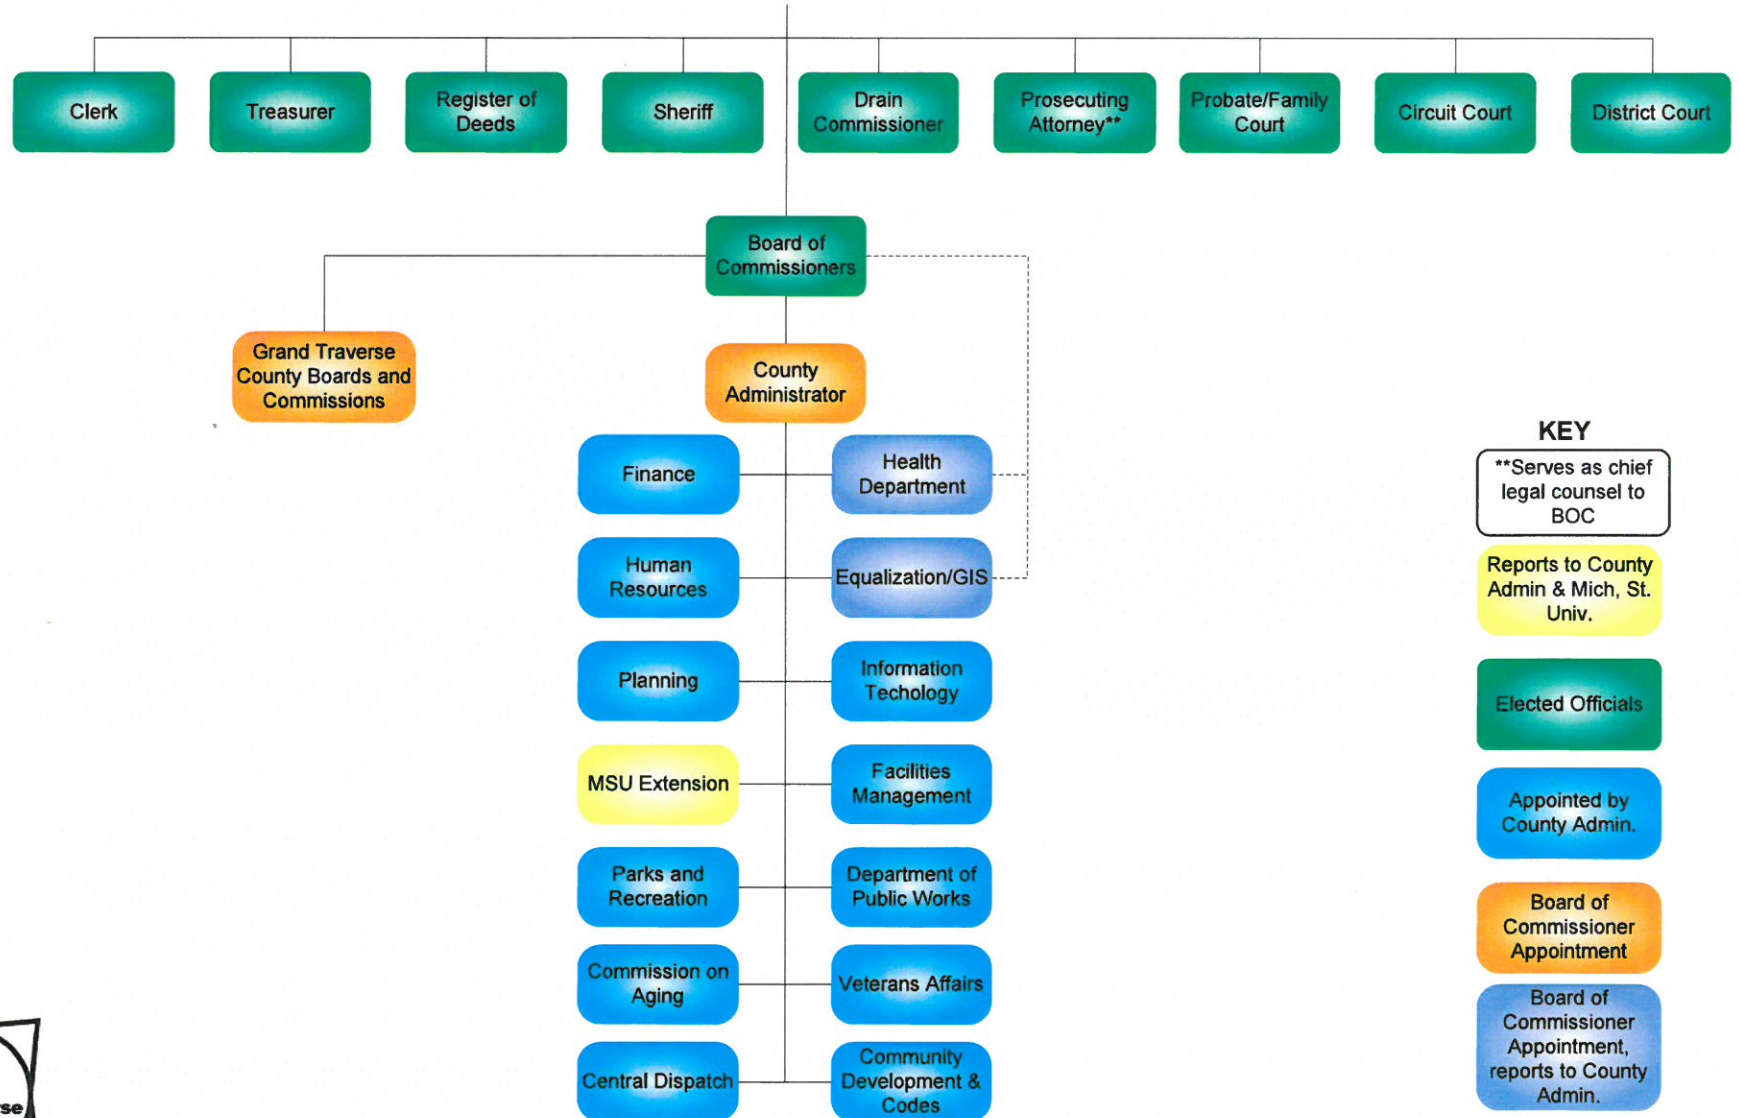 Clerk
Treasurer
Register of
Deeds
Sheriff
Drain
Commissioner
Prosecuting
Attorney**
Probate/Family
Court
Circuit Court
District Court
Board of
Commissioners
Grand Traverse
County Boards and
Commissions
County
Administrator
Finance
Health
Department
Human
Resources
Equalization/GIS
Planning
Information
Techology
MSU Extension
Facilities
Management
Parks and
Recreation
Department of
Public Works
Commission on
Aging
Veterans Affairs
Central Dispatch
Community
Development &
Codes
KEY
**Serves as chief
legal counsel to
BOC
Reports to County
Admin & Mich, St.
Univ.
Elected Officials
Appointed by
County Admin.
Board of
Commissioner
Appointment
Board of
Commissioner
Appointment,
reports to County
Admin.